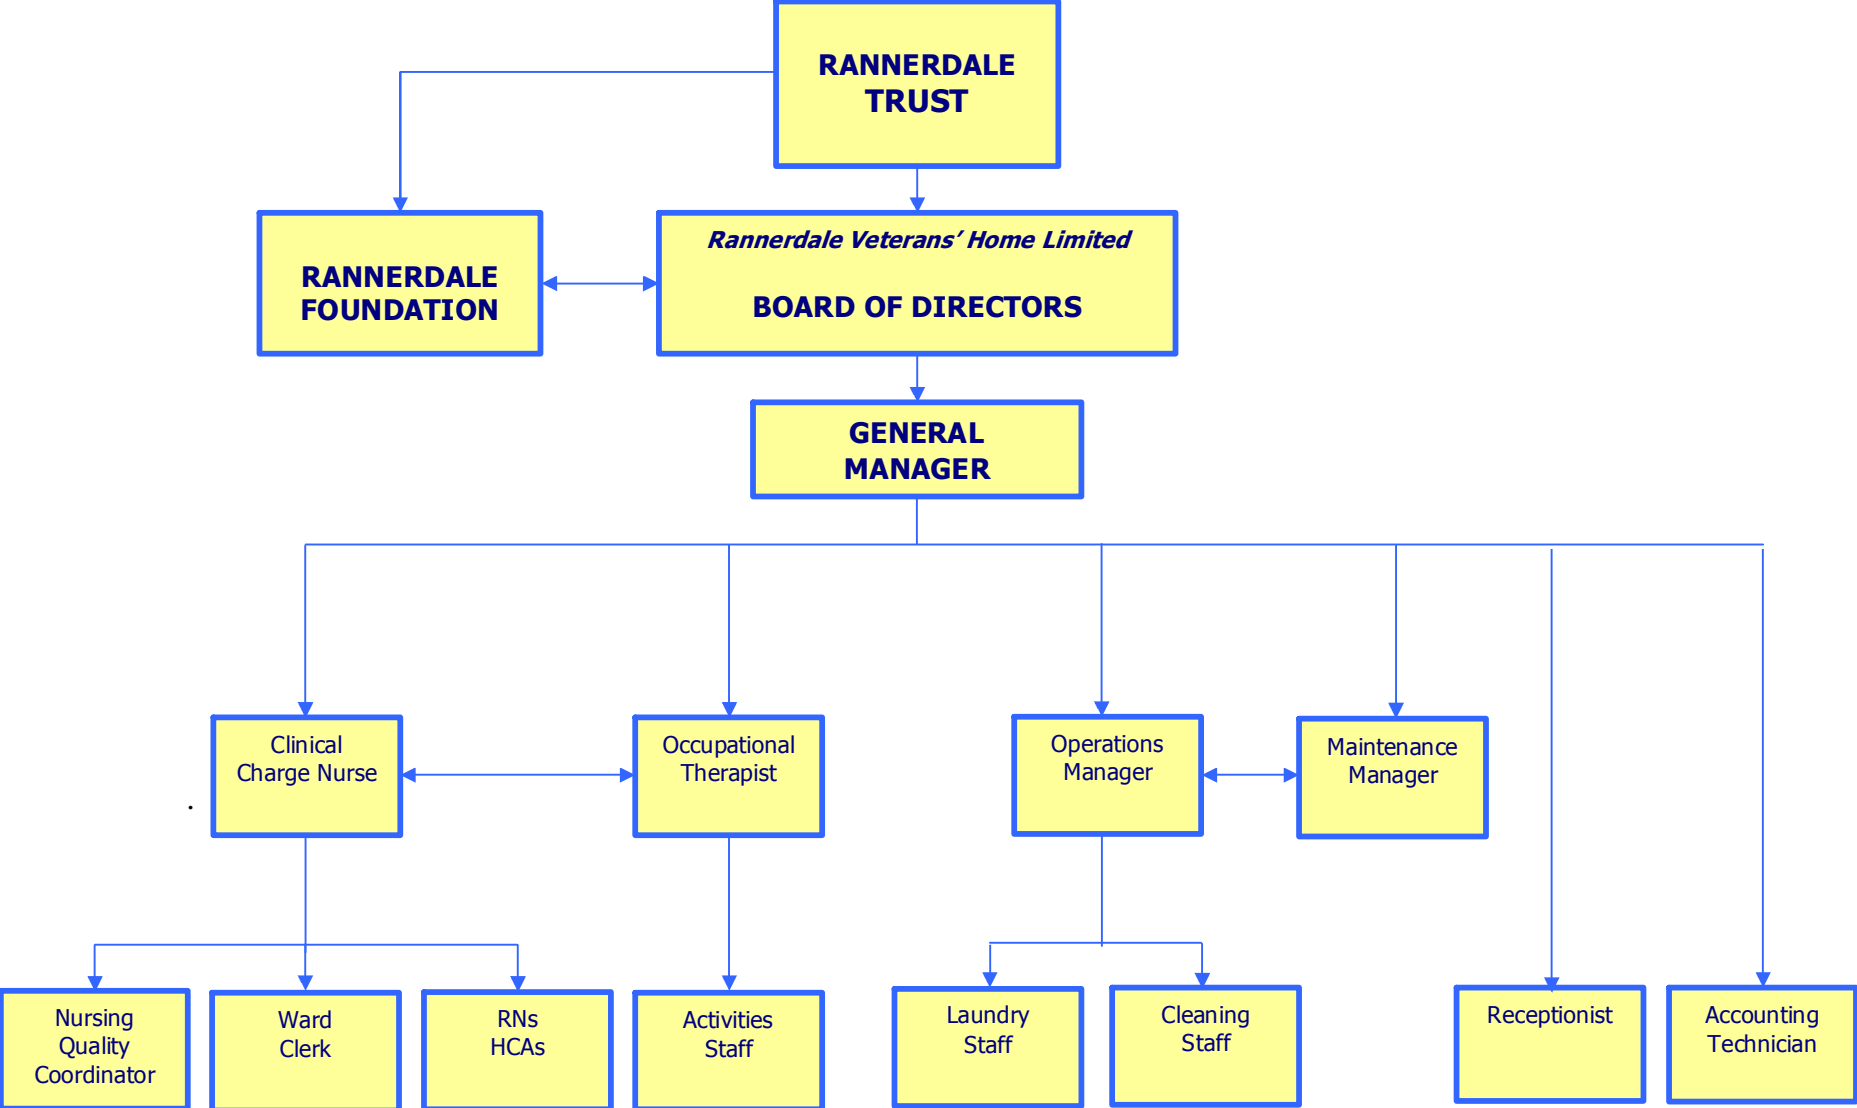 RANNERDALE
TRUST
RANNERDALE
FOUNDATION
Rannerdale Veterans’ Home Limited
BOARD OF DIRECTORS
GENERAL
MANAGER
Clinical
Charge Nurse
Occupational
Therapist
Operations
Manager
Maintenance
Manager
.
Nursing
Quality
Coordinator
Ward
Clerk
RNs
HCAs
Activities
Staff
Laundry
Staff
Cleaning
Staff
Receptionist
Accounting
Technician